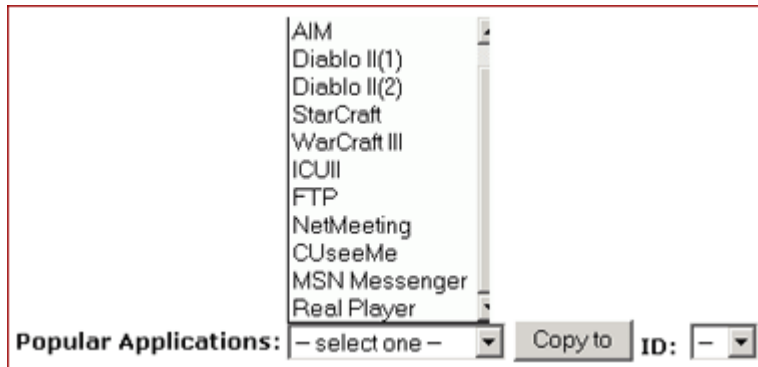 AIM
Diablo II(1)
Diablo II(2)
StarCraft
WarCraft III
ICUII
FTP
NetMeeting
CUseeMe
MSN Messenger
Real Player
Popular Applications: – select one – Copy to ID: –